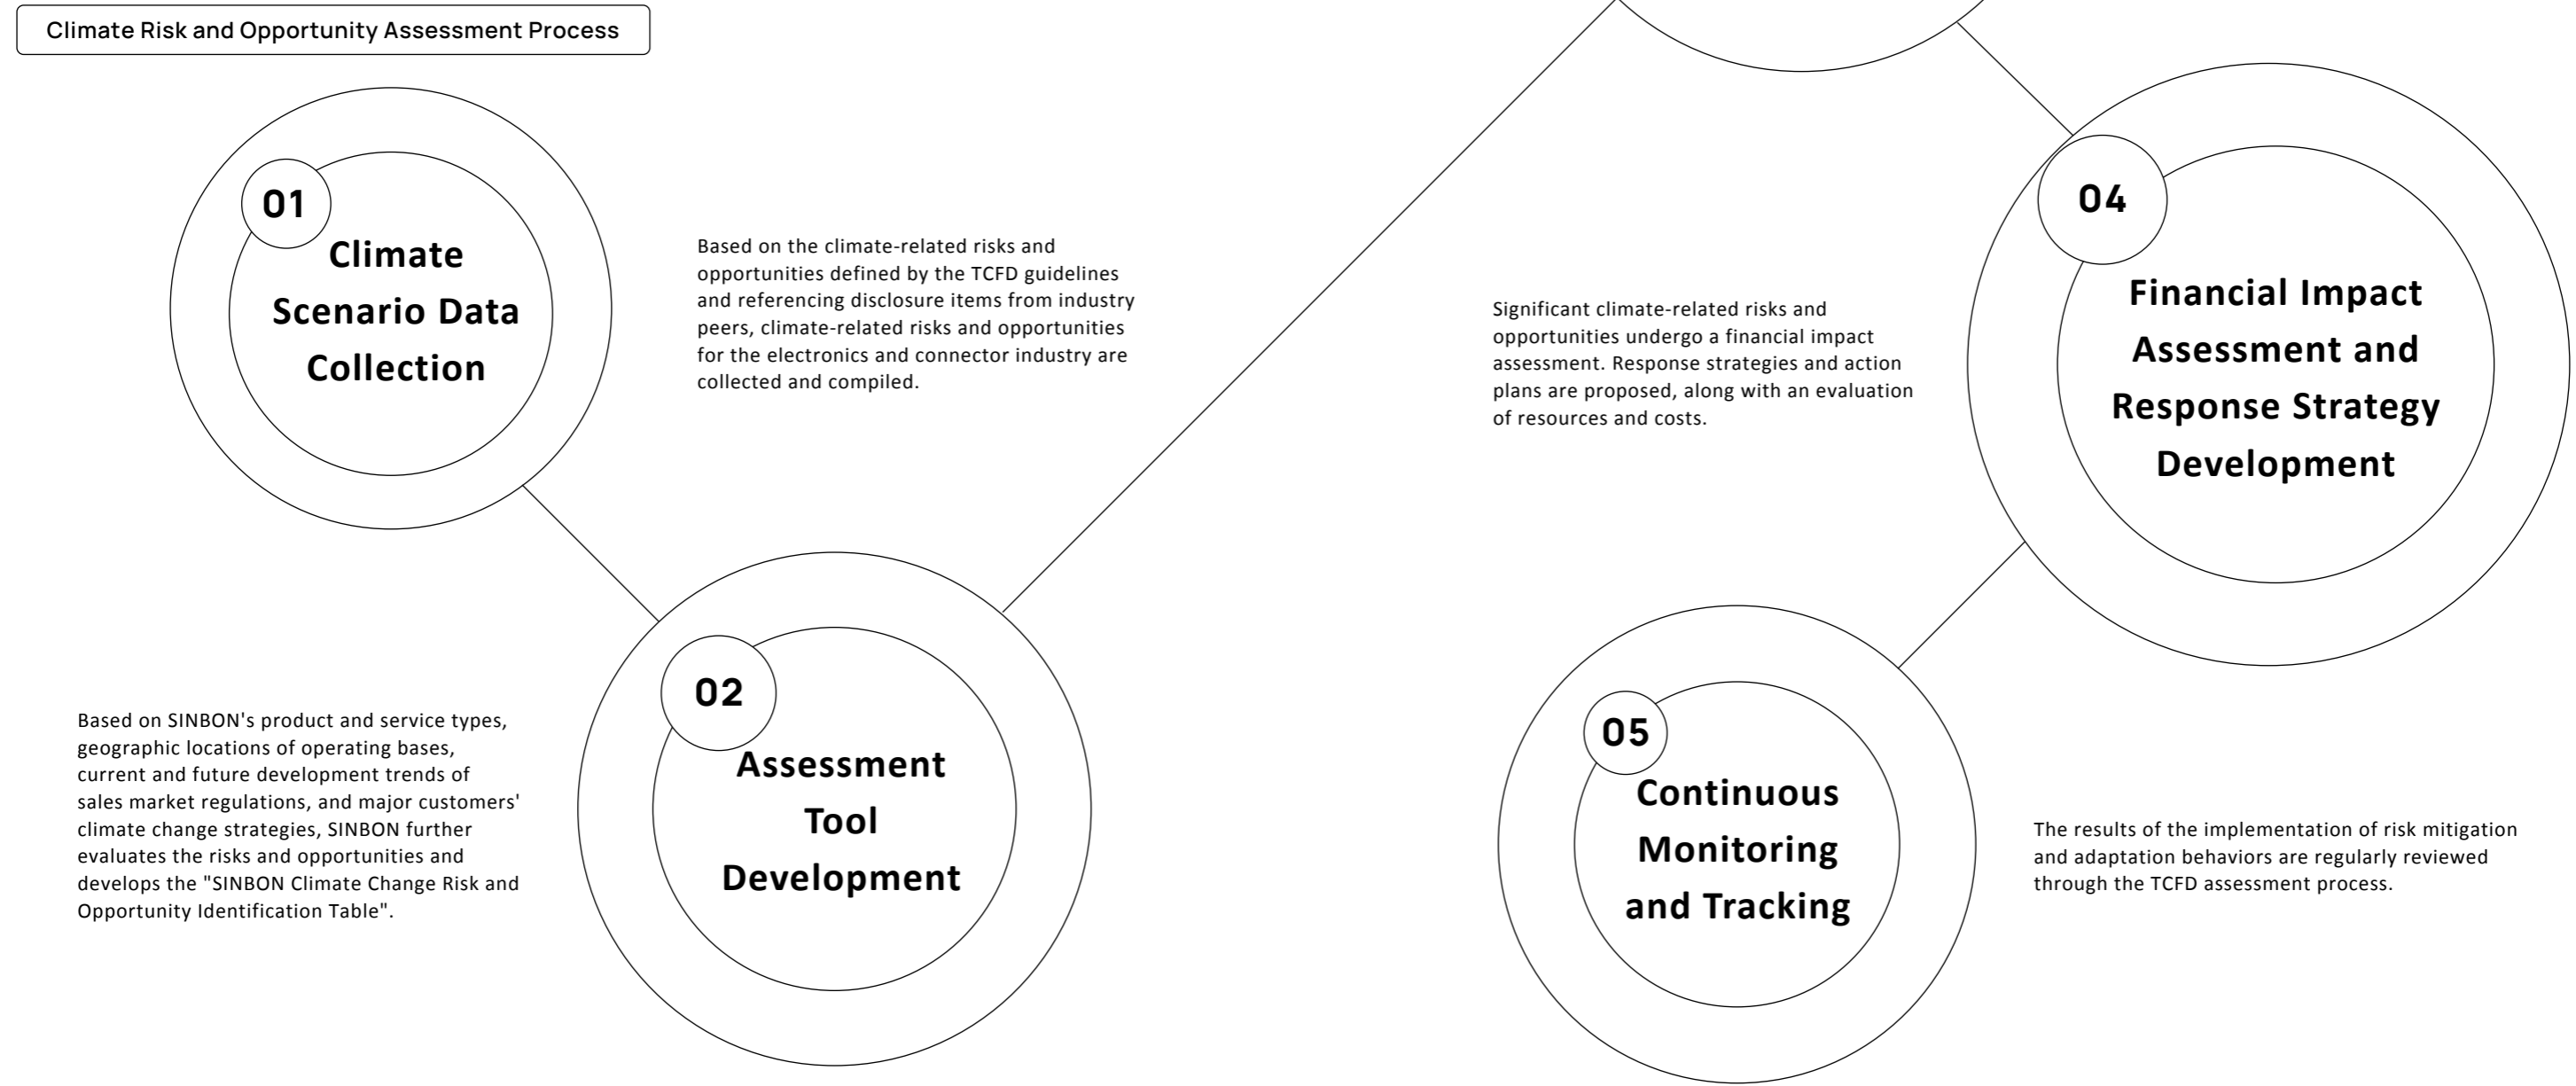 Climate Risk and Opportunity Assessment Process
01
Climate
Scenario Data
Collection
Based on the climate-related risks and
opportunities defined by the TCFD guidelines
and referencing disclosure items from industry
peers, climate-related risks and opportunities
for the electronics and connector industry are
collected and compiled.
02
Assessment
Tool
Development
Based on SINBON's product and service types,
geographic locations of operating bases,
current and future development trends of
sales market regulations, and major customers'
climate change strategies, SINBON further
evaluates the risks and opportunities and
develops the "SINBON Climate Change Risk and
Opportunity Identification Table".
04
Financial Impact
Assessment and
Response Strategy
Development
Significant climate-related risks and
opportunities undergo a financial impact
assessment. Response strategies and action
plans are proposed, along with an evaluation
of resources and costs.
05
Continuous
Monitoring
and Tracking
The results of the implementation of risk mitigation
and adaptation behaviors are regularly reviewed
through the TCFD assessment process.